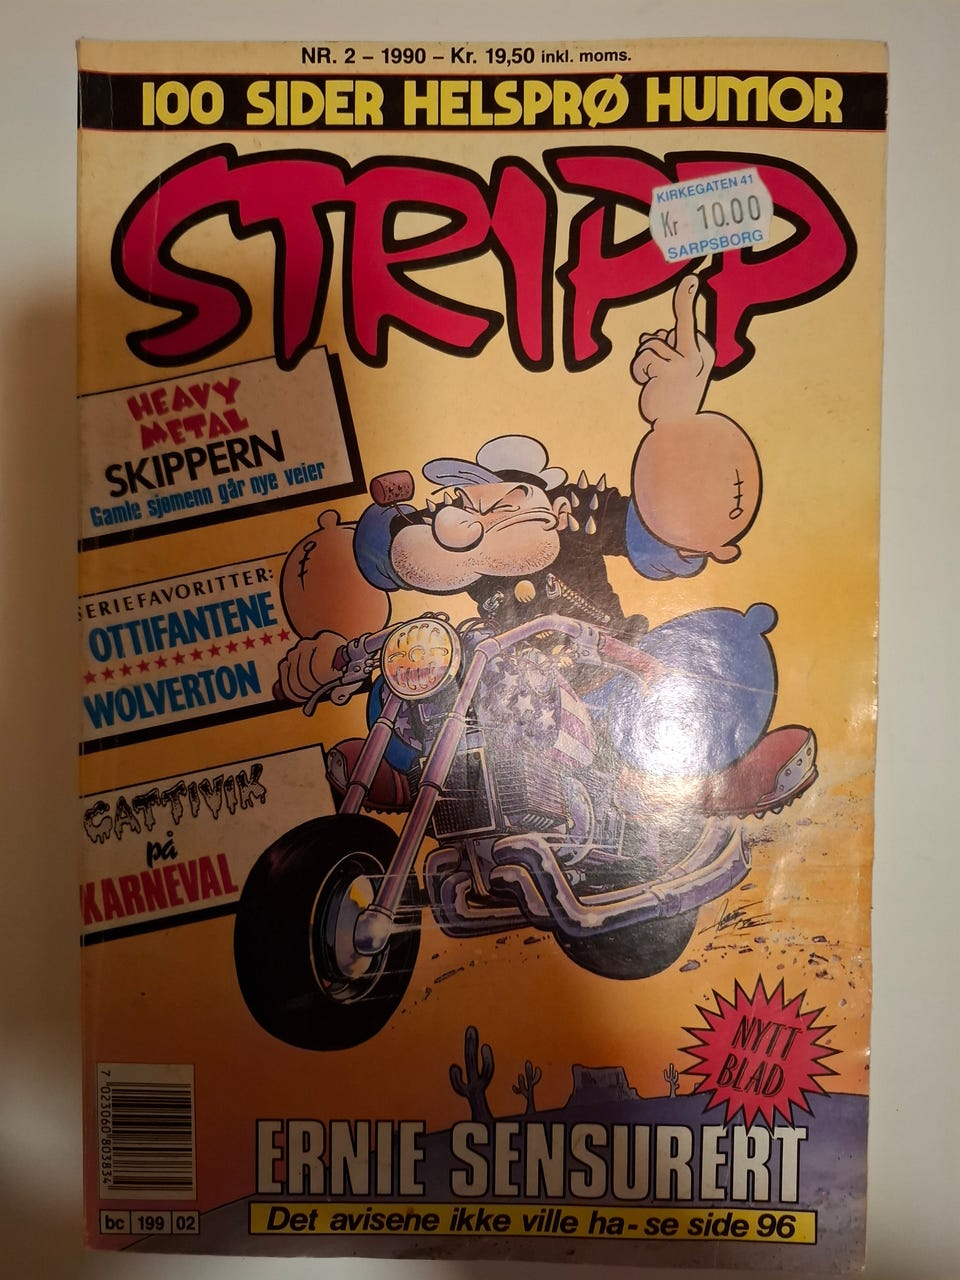 NR. 2 – 1990 – Kr. 19,50 inkl. moms.
100 SIDER HELSPRØ HUMOR
STRIPP
KIRKEGATEN 41
Kr 10.00
SARPSBORG
HEAVY
METAL
SKIPPERN
Gamle sjømenn går nye veier
SERIEFAVORITTER:
OTTIFANTENE
WOLVERTON
CATTIVIK
på
KARNEVAL
NYTT
BLAD
7 023060 803834
bc 199 02
ERNIE SENSURERT
Det avisene ikke ville ha-se side 96